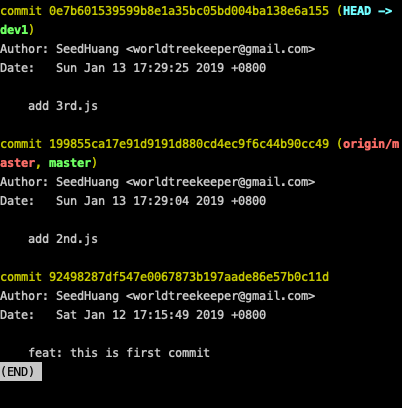 commit 0e7b601539599b8e1a35bc05bd004ba138e6a155 (HEAD ->
dev1)
Author: SeedHuang <worldtreekeeper@gmail.com>
Date:   Sun Jan 13 17:29:25 2019 +0800
add 3rd.js
commit 199855ca17e91d9191d880cd4ec9f6c44b90cc49 (origin/m
aster, master)
Author: SeedHuang <worldtreekeeper@gmail.com>
Date:   Sun Jan 13 17:29:04 2019 +0800
add 2nd.js
commit 92498287df547e0067873b197aade86e57b0c11d
Author: SeedHuang <worldtreekeeper@gmail.com>
Date:   Sat Jan 12 17:15:49 2019 +0800
feat: this is first commit
(END)